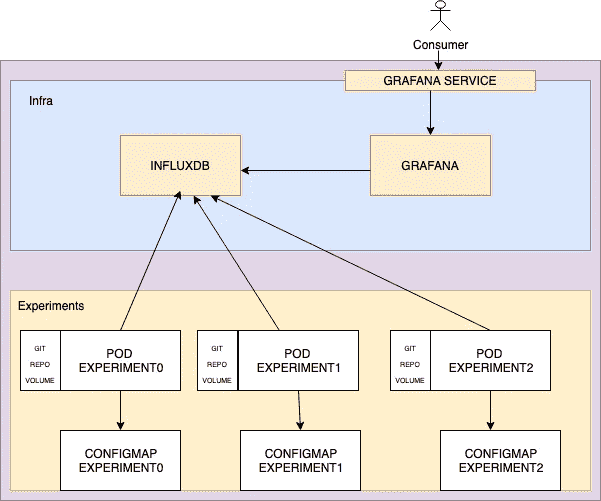 Consumer
GRAFANA SERVICE
Infra
INFLUXDB
GRAFANA
Experiments
GIT
REPO
VOLUME
POD
EXPERIMENT0
GIT
REPO
VOLUME
POD
EXPERIMENT1
GIT
REPO
VOLUME
POD
EXPERIMENT2
CONFIGMAP
EXPERIMENT0
CONFIGMAP
EXPERIMENT1
CONFIGMAP
EXPERIMENT2